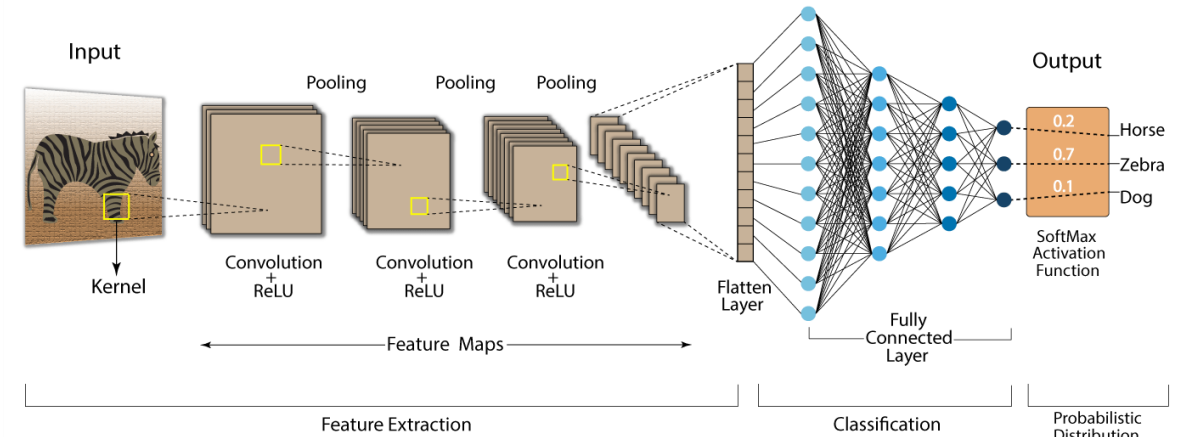 Input
Pooling
Pooling
Pooling
Output
0.2
Horse
0.7
Zebra
0.1
Dog
SoftMax
Activation
Function
Kernel
Convolution
+
ReLU
Convolution
+
ReLU
Convolution
+
ReLU
Flatten
Layer
Fully
Connected
Layer
Feature Maps
Feature Extraction
Classification
Probabilistic
Distribution